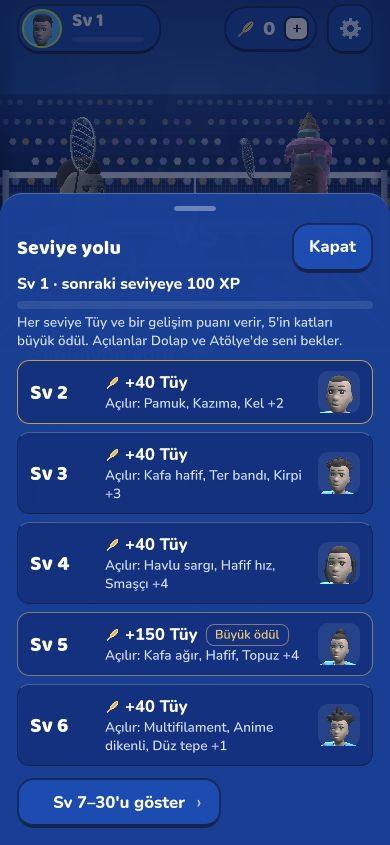 Sv 1
0 +
Seviye yolu
Kapat
Sv 1 · sonraki seviyeye 100 XP
Her seviye Tüy ve bir gelişim puanı verir, 5'in katları
büyük ödül. Açılanlar Dolap ve Atölye'de seni bekler.
Sv 2
+40 Tüy
Açılır: Pamuk, Kazıma, Kel +2
Sv 3
+40 Tüy
Açılır: Kafa hafif, Ter bandı, Kirpi
+3
Sv 4
+40 Tüy
Açılır: Havlu sargı, Hafif hız,
Smaşçı +4
Sv 5
+150 Tüy Büyük ödül
Açılır: Kafa ağır, Hafif, Topuz +4
Sv 6
+40 Tüy
Açılır: Multifilament, Anime
dikenli, Düz tepe +1
Sv 7–30'u göster ›